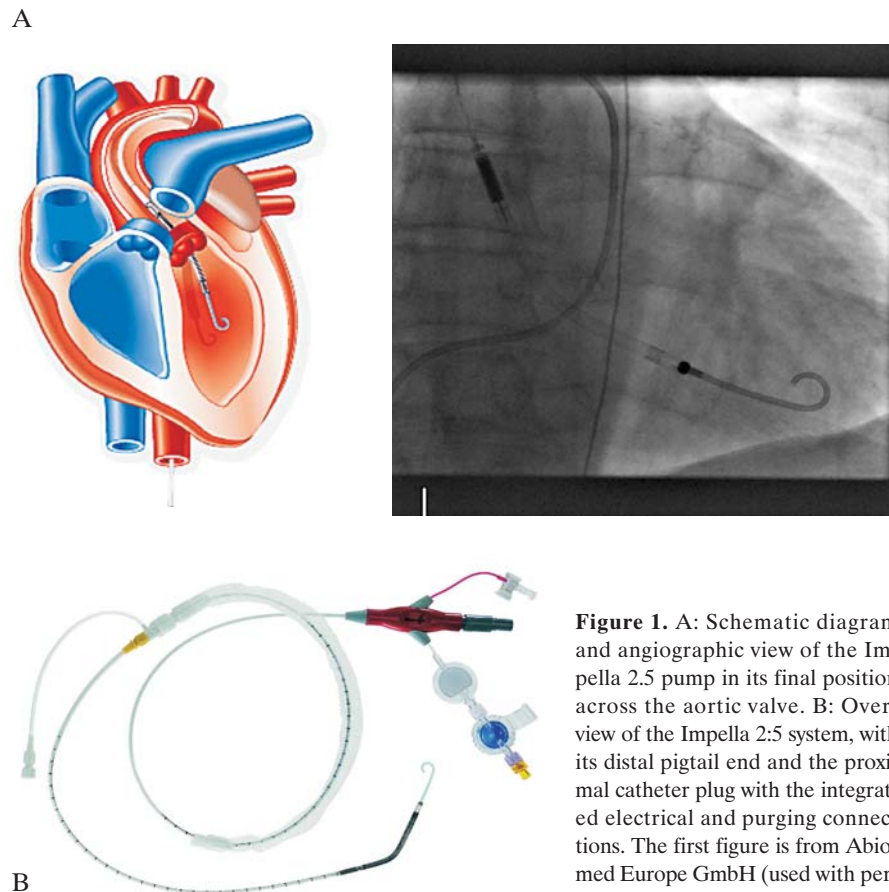 A
Figure 1. A: Schematic diagram
and angiographic view of the Im
pella 2.5 pump in its final position
across the aortic valve. B: Over
view of the Impella 2:5 system, with
its distal pigtail end and the proxi
mal catheter plug with the integrat
ed electrical and purging connec
tions. The first figure is from Abio
med Europe GmbH (used with per
B